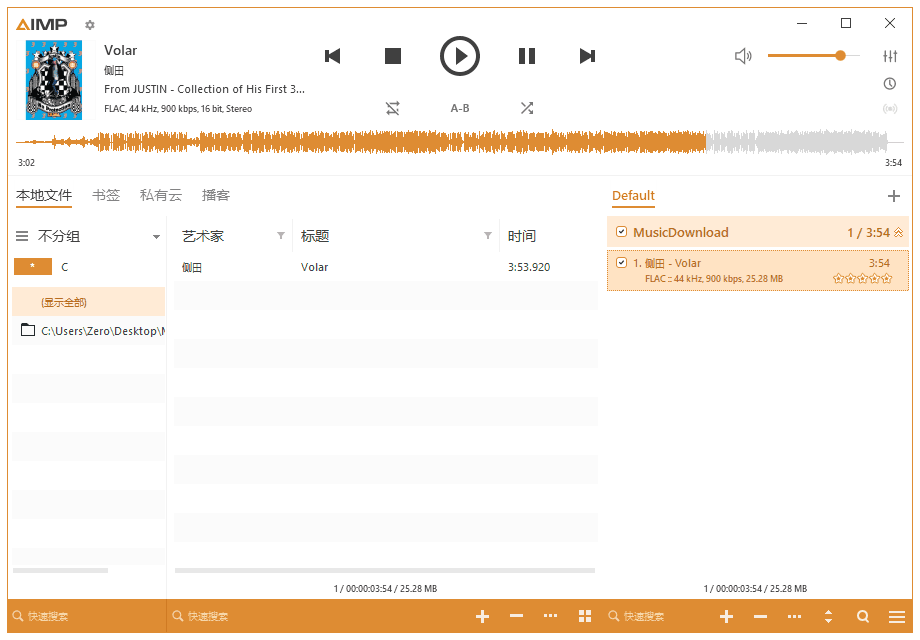 AIMP
Volar
侧田
From JUSTIN - Collection of His First 3...
FLAC, 44 kHz, 900 kbps, 16 bit, Stereo
A-B
3:02
3:54
本地文件 书签 私有云 播客
不分组
* C
(显示全部)
C:\Users\Zero\Desktop\
艺术家 标题 时间
侧田 Volar 3:53.920
1 / 00:00:03:54 / 25.28 MB
Default
MusicDownload 1 / 3:54
1. 侧田 - Volar 3:54
FLAC :: 44 kHz, 900 kbps, 25.28 MB
1 / 00:00:03:54 / 25.28 MB
快速搜索
快速搜索
快速搜索